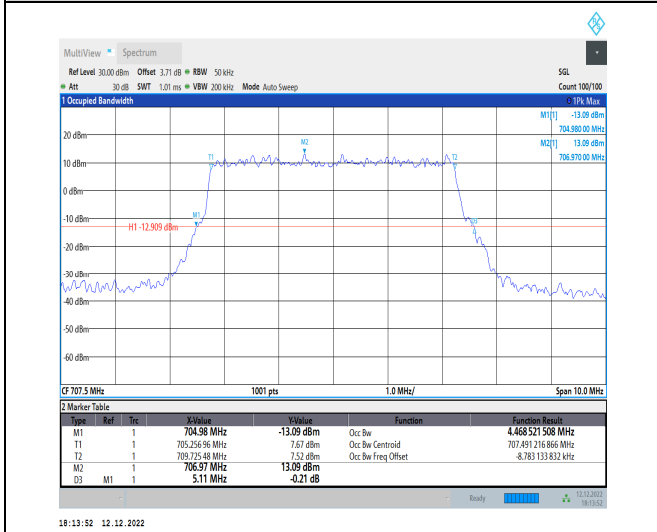 MultiView Spectrum
Ref Level 30.00 dBm Offset 3.71 dB RBW 50 kHz SGL
Att 30 dB SWT 1.01 ms VBW 200 kHz Mode Auto Sweep Count 100/100
1 Occupied Bandwidth 1Pk Max
M1[1] -13.09 dBm
704.980 00 MHz
20 dBm
M2[1] 13.09 dBm
M2
706.970 00 MHz
T1 T2
10 dBm
0 dBm
-10 dBm
M1
H1 -12.909 dBm
-20 dBm
-30 dBm
-40 dBm
-50 dBm
-60 dBm
CF 707.5 MHz 1001 pts 1.0 MHz/ Span 10.0 MHz
2 Marker Table
Type Ref Trc X-Value Y-Value Function Function Result
M1 1 704.98 MHz -13.09 dBm Occ Bw 4.468 521 508 MHz
T1 1 705.256 96 MHz 7.67 dBm Occ Bw Centroid 707.491 216 866 MHz
T2 1 709.725 48 MHz 7.52 dBm Occ Bw Freq Offset -8.783 133 832 kHz
M2 1 706.97 MHz 13.09 dBm
D3 M1 1 5.11 MHz -0.21 dB
Ready 12.12.2022
18:13:52
18:13:52 12.12.2022